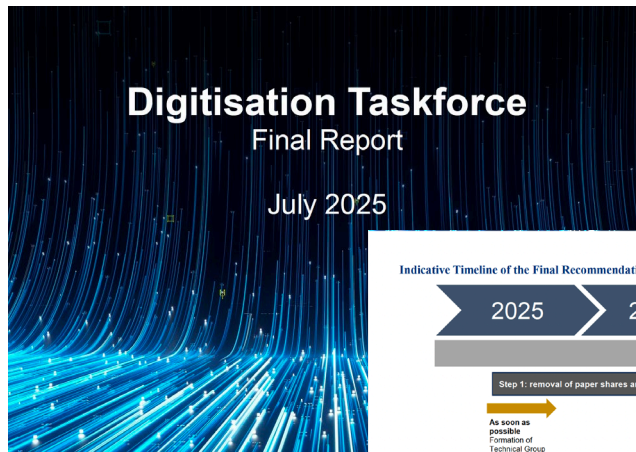 Digitisation Taskforce
Final Report
July 2025
Indicative Timeline of the Final
2025
Step 1: removal of paper shares
As soon as
possible
Formation of
Technical Group